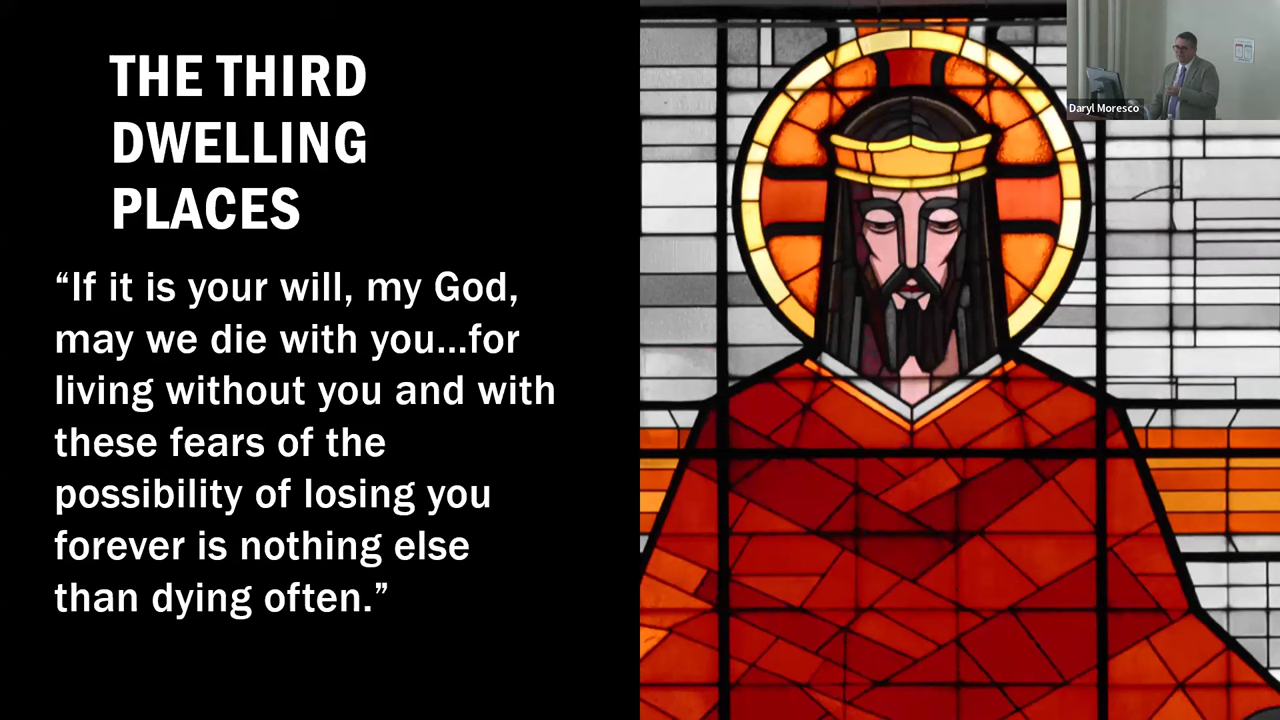 THE THIRD
DWELLING
PLACES
“If it is your will, my God,
may we die with you...for
living without you and with
these fears of the
possibility of losing you
forever is nothing else
than dying often.”
Daryl Moresco